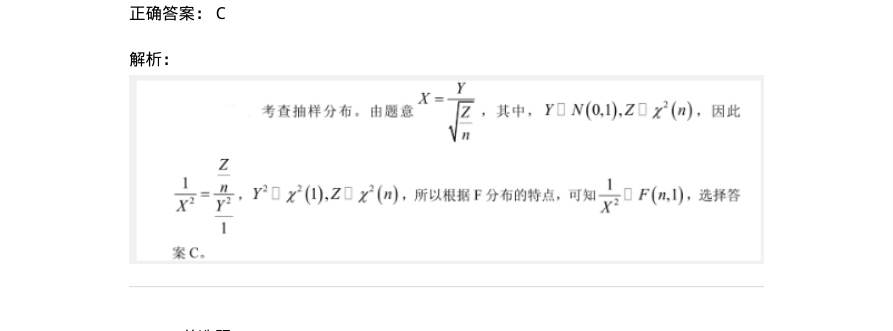 正确答案： C
解析：
考查抽样分布。由题意 X = Y / √(Z/n) ，其中，Y□ N(0,1), Z□ χ²(n)，因此
1/X² = (Z/n) / (Y²/1) ，Y²□ χ²(1), Z□ χ²(n)，所以根据 F 分布的特点，可知 1/X² □ F(n,1)，选择答
案 C。